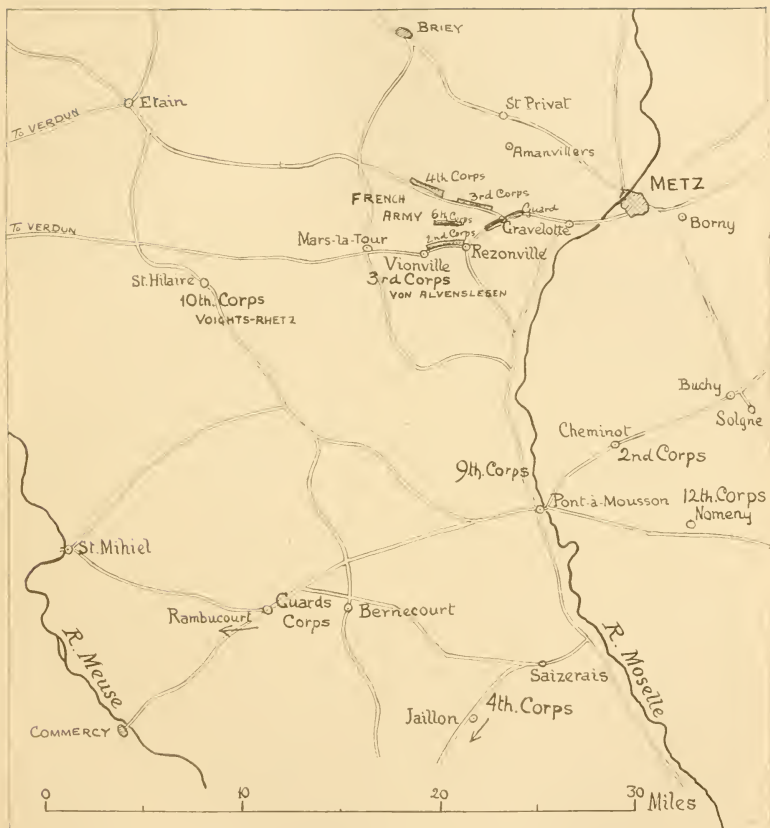 BRIEY
Etain
St Privat
To VERDUN
Amanvillers
4th Corps
METZ
3rd Corps
FRENCH
ARMY
Guard
6th Corps
Gravelotte
Borny
To VERDUN
2nd Corps
Mars-la-Tour
Rezonville
Vionville
St. Hilaire
3rd Corps
VON ALVENSLEBEN
10th. Corps
VOIGHTS-RHETZ
Buchy
Solgne
Cheminot
2nd Corps
9th. Corps
12th. Corps
Pont-à-Mousson
Nomeny
St. Mihiel
Guards
Corps
Rambucourt
Bernecourt
R. Meuse
R. Moselle
Saizerais
Jaillon
4th. Corps
COMMERCY
0 10 20 30 Miles